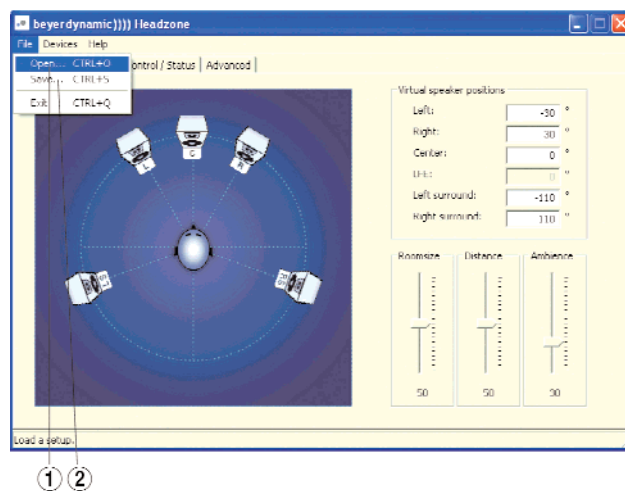 beyerdynamic)))) Headzone
File Devices Help
Open... CTRL+O
Save... CTRL+S
Exit CTRL+Q
ontrol / Status
Advanced
Virtual speaker positions
Left: -30 °
Right: 30 °
Center: 0 °
LFE: 0 °
Left surround: -110 °
Right surround: 110 °
L
C
R
Roomsize Distance Ambience
50 50
Load a setup.
1 2